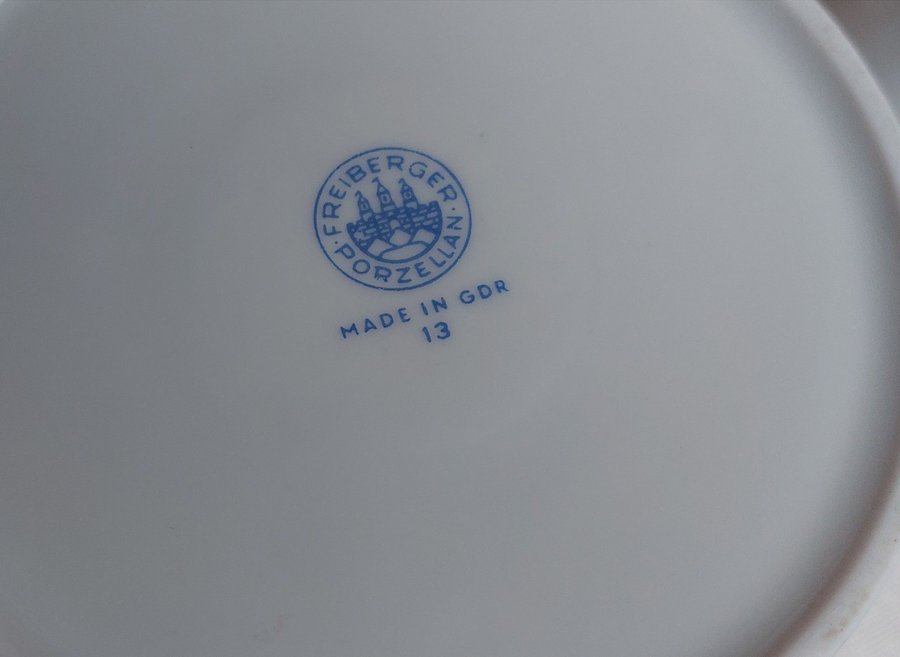 FREIBERGER
PORZELLAN
MADE IN GDR
13